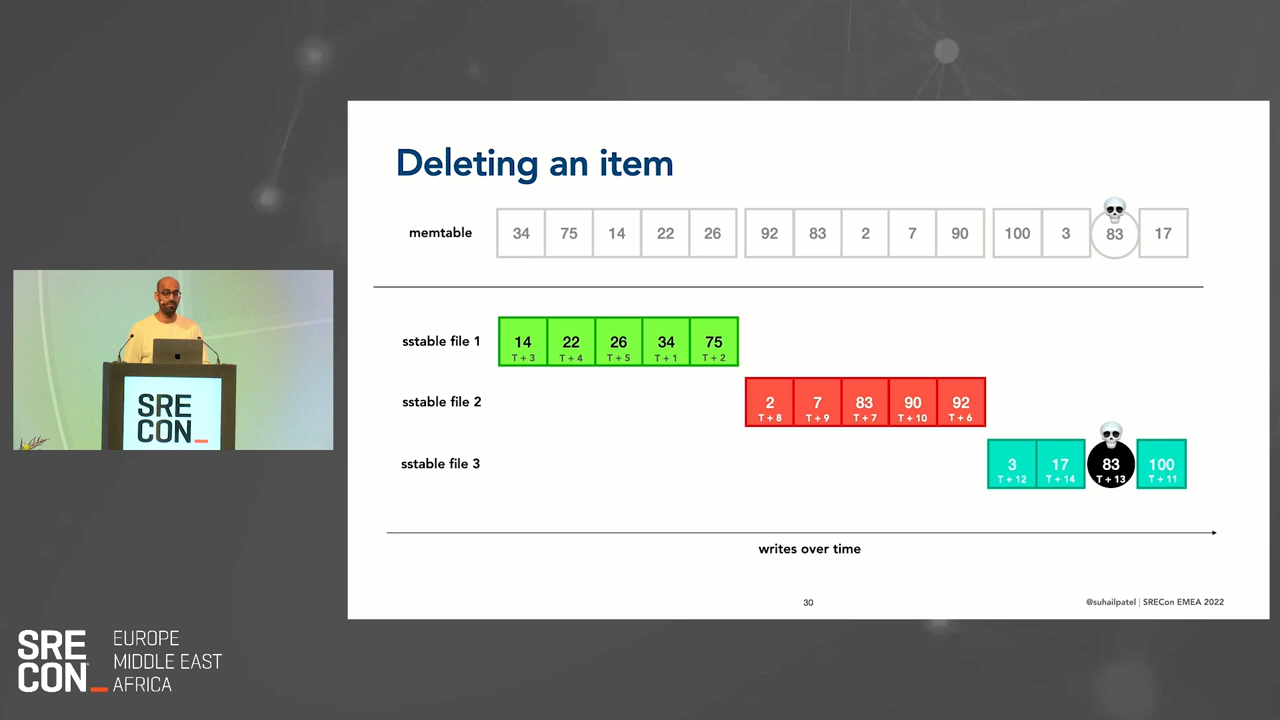 Deleting an item
memtable
34 75 14 22 26 92 83 2 7 90 100 3 83 17
sstable file 1
14 22 26 34 75
T + 3 T + 4 T + 5 T + 1 T + 2
sstable file 2
2 7 83 90 92
T + 8 T + 9 T + 7 T + 10 T + 6
sstable file 3
3 17 83 100
T + 12 T + 14 T + 13 T + 11
writes over time
30
@suhailpatel | SRECon EMEA 2022
SRE
CON_
SRE
CON_
EUROPE
MIDDLE EAST
AFRICA